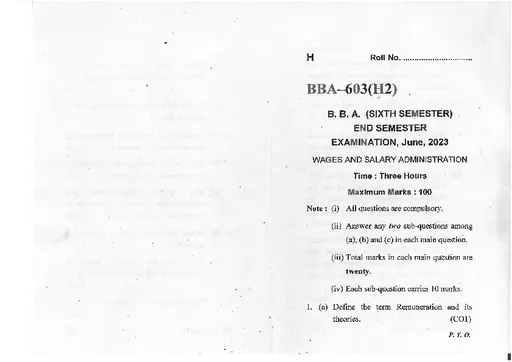 H Roll No. ..............................
BBA–603(H2)
B. B. A. (SIXTH SEMESTER)
END SEMESTER
EXAMINATION, June, 2023
WAGES AND SALARY ADMINISTRATION
Time : Three Hours
Maximum Marks : 100
Note : (i) All questions are compulsory.
(ii) Answer any two sub-questions among
(a), (b) and (c) in each main question.
(iii) Total marks in each main question are
twenty.
(iv) Each sub-question carries 10 marks.
1. (a) Define the term Remuneration and its
theories. (CO1)
P. T. O.